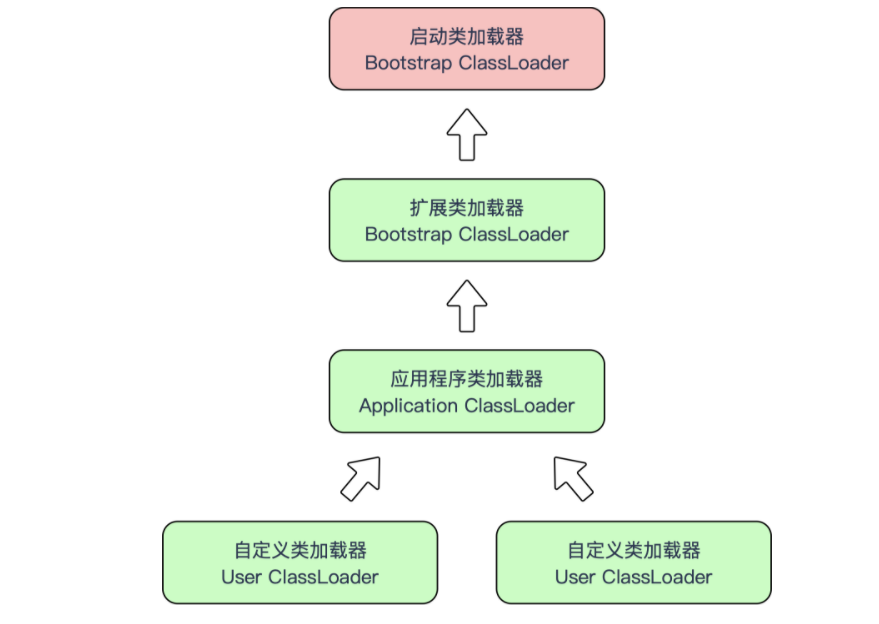 启动类加载器
Bootstrap ClassLoader
扩展类加载器
Bootstrap ClassLoader
应用程序类加载器
Application ClassLoader
自定义类加载器
User ClassLoader
自定义类加载器
User ClassLoader